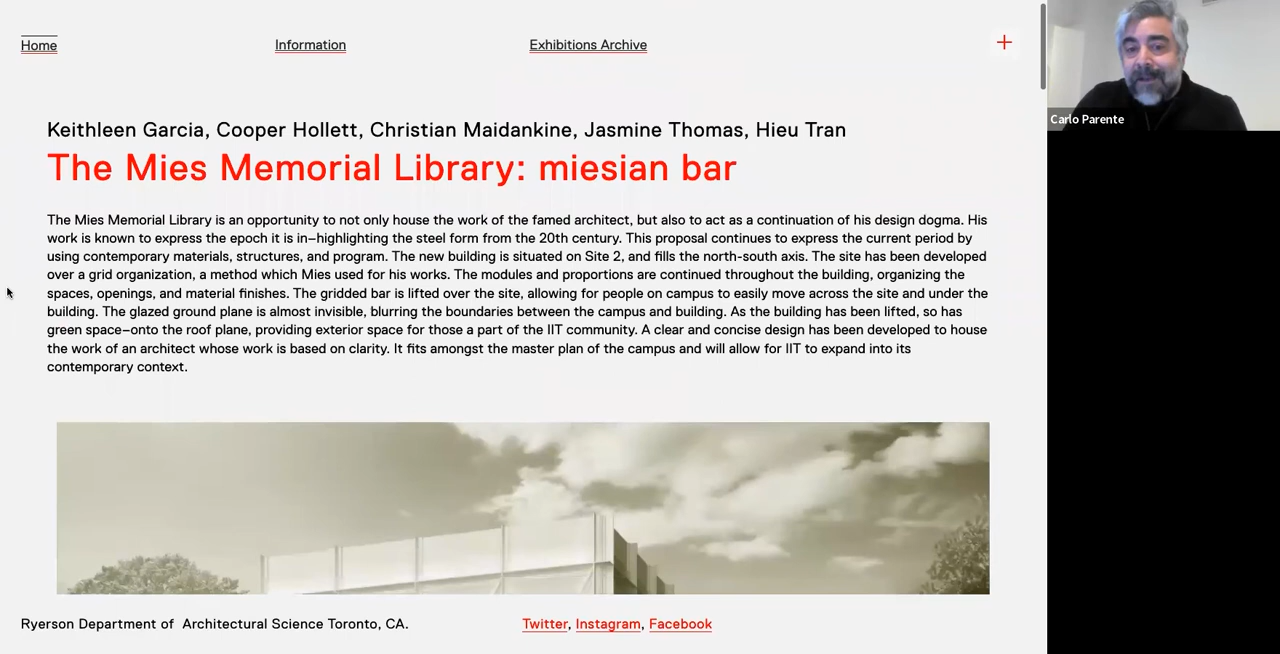 Home
Information
Exhibitions Archive
+
Carlo Parente
Keithleen Garcia, Cooper Hollett, Christian Maidankine, Jasmine Thomas, Hieu Tran
The Mies Memorial Library: miesian bar
The Mies Memorial Library is an opportunity to not only house the work of the famed architect, but also to act as a continuation of his design dogma. His
work is known to express the epoch it is in–highlighting the steel form from the 20th century. This proposal continues to express the current period by
using contemporary materials, structures, and program. The new building is situated on Site 2, and fills the north-south axis. The site has been developed
over a grid organization, a method which Mies used for his works. The modules and proportions are continued throughout the building, organizing the
spaces, openings, and material finishes. The gridded bar is lifted over the site, allowing for people on campus to easily move across the site and under the
building. The glazed ground plane is almost invisible, blurring the boundaries between the campus and building. As the building has been lifted, so has
green space–onto the roof plane, providing exterior space for those a part of the IIT community. A clear and concise design has been developed to house
the work of an architect whose work is based on clarity. It fits amongst the master plan of the campus and will allow for IIT to expand into its
contemporary context.
Ryerson Department of Architectural Science Toronto, CA.
Twitter, Instagram, Facebook